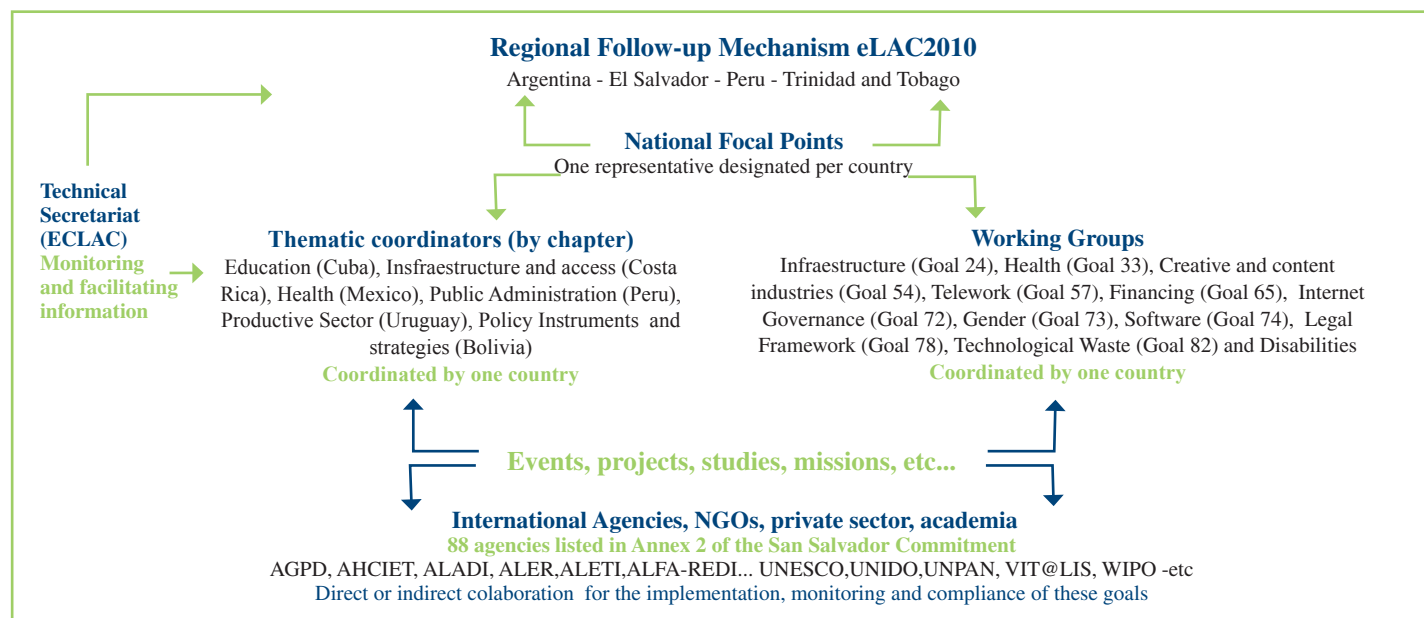 Regional Follow-up Mechanism eLAC2010
Argentina - El Salvador - Peru - Trinidad and Tobago
National Focal Points
One representative designated per country
Technical
Secretariat
(ECLAC)
Monitoring
and facilitating
information
Thematic coordinators (by chapter)
Education (Cuba), Insfraestructure and access (Costa
Rica), Health (Mexico), Public Administration (Peru),
Productive Sector (Uruguay), Policy Instruments and
strategies (Bolivia)
Coordinated by one country
Working Groups
Infraestructure (Goal 24), Health (Goal 33), Creative and content
industries (Goal 54), Telework (Goal 57), Financing (Goal 65), Internet
Governance (Goal 72), Gender (Goal 73), Software (Goal 74), Legal
Framework (Goal 78), Technological Waste (Goal 82) and Disabilities
Coordinated by one country
Events, projects, studies, missions, etc...
International Agencies, NGOs, private sector, academia
88 agencies listed in Annex 2 of the San Salvador Commitment
AGPD, AHCIET, ALADI, ALER,ALETI,ALFA-REDI... UNESCO,UNIDO,UNPAN, VIT@LIS, WIPO -etc
Direct or indirect colaboration for the implementation, monitoring and compliance of these goals